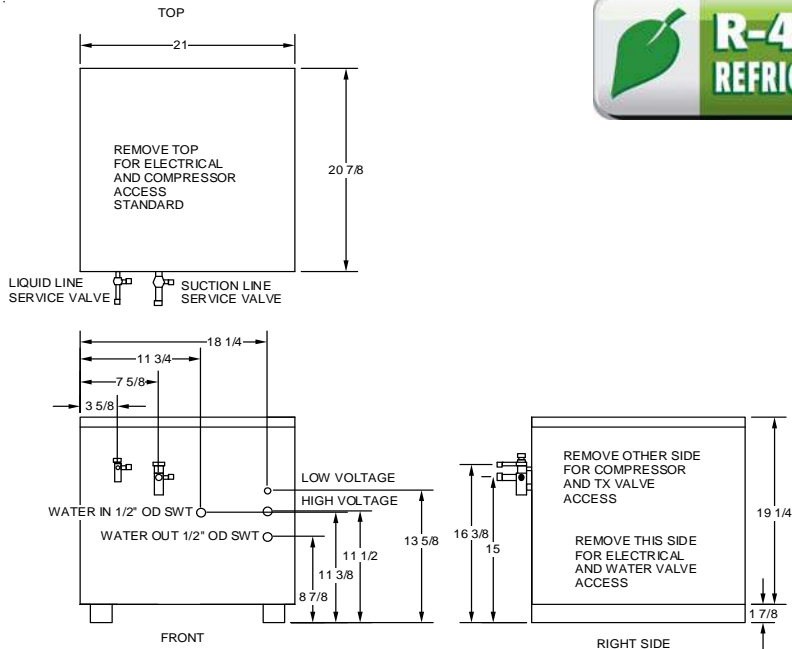 TOP
21
R-4
REFRIG
REMOVE TOP
FOR ELECTRICAL
AND COMPRESSOR
ACCESS
STANDARD
20 7/8
LIQUID LINE
SERVICE VALVE
SUCTION LINE
SERVICE VALVE
18 1/4
11 3/4
7 5/8
3 5/8
LOW VOLTAGE
HIGH VOLTAGE
WATER IN 1/2" OD SWT
WATER OUT 1/2" OD SWT
13 5/8
11 1/2
11 3/8
8 7/8
FRONT
16 3/8
15
REMOVE OTHER SIDE
FOR COMPRESSOR
AND TX VALVE
ACCESS
REMOVE THIS SIDE
FOR ELECTRICAL
AND WATER VALVE
ACCESS
19 1/4
1 7/8
RIGHT SIDE